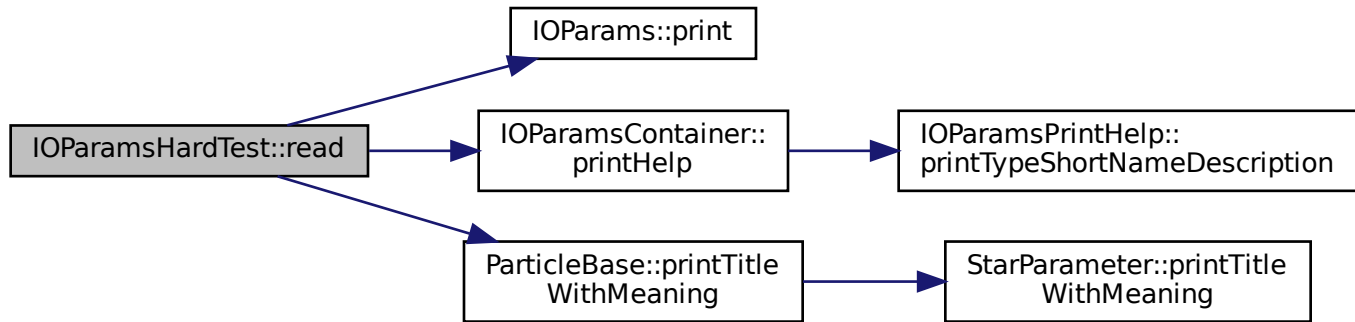 IOParams::print
IOParamsHardTest::read
IOParamsContainer::
printHelp
IOParamsPrintHelp::
printTypeShortNameDescription
ParticleBase::printTitle
WithMeaning
StarParameter::printTitle
WithMeaning